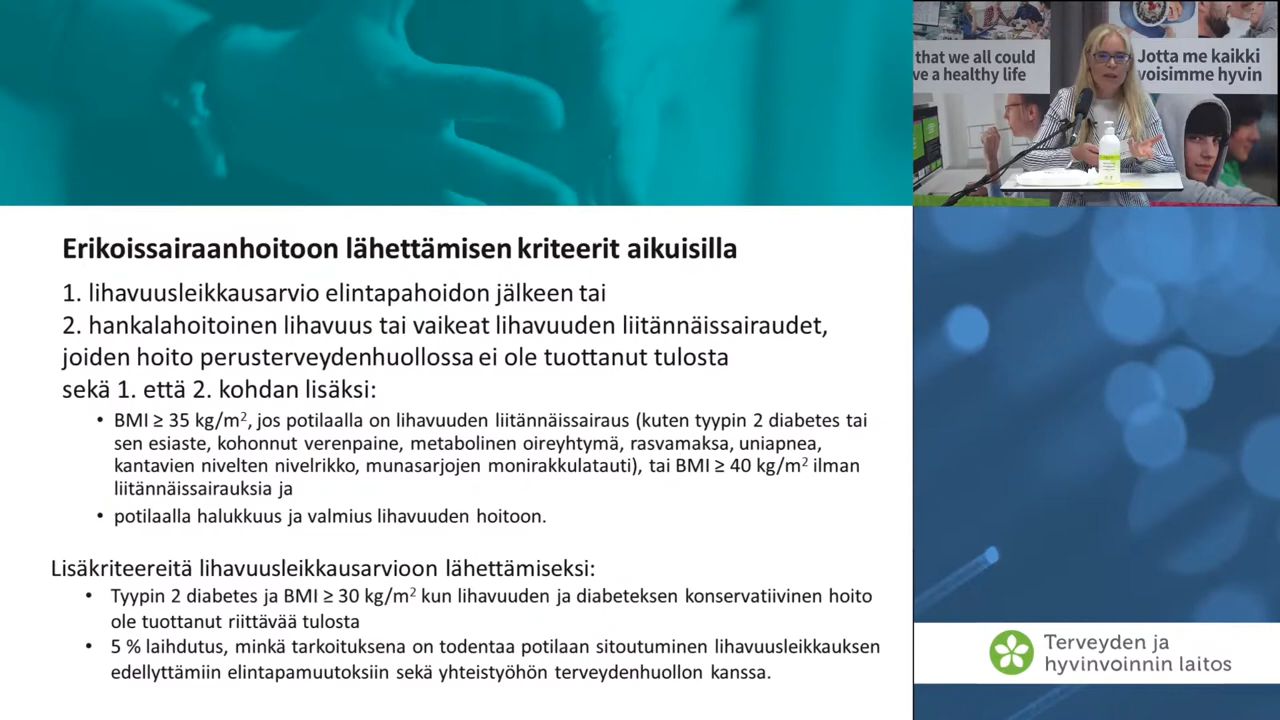 that we all could
ve a healthy life
Jotta me kaikki
voisimme hyvin
Erikoissairaanhoitoon lähettämisen kriteerit aikuisilla
1. lihavuusleikkausarvio elintapahoidon jälkeen tai
2. hankalahoitoinen lihavuus tai vaikeat lihavuuden liitännäissairaudet,
joiden hoito perusterveydenhuollossa ei ole tuottanut tulosta
sekä 1. että 2. kohdan lisäksi:
• BMI ≥ 35 kg/m², jos potilaalla on lihavuuden liitännäissairaus (kuten tyypin 2 diabetes tai
sen esiaste, kohonnut verenpaine, metabolinen oireyhtymä, rasvamaksa, uniapnea,
kantavien nivelten nivelrikko, munasarjojen monirakkulatauti), tai BMI ≥ 40 kg/m² ilman
liitännäissairauksia ja
• potilaalla halukkuus ja valmius lihavuuden hoitoon.
Lisäkriteereitä lihavuusleikkausarvioon lähettämiseksi:
• Tyypin 2 diabetes ja BMI ≥ 30 kg/m² kun lihavuuden ja diabeteksen konservatiivinen hoito
ole tuottanut riittävää tulosta
• 5 % laihdutus, minkä tarkoituksena on todentaa potilaan sitoutuminen lihavuusleikkauksen
edellyttämiin elintapamuutoksiin sekä yhteistyöhön terveydenhuollon kanssa.
Terveyden ja
hyvinvoinnin laitos